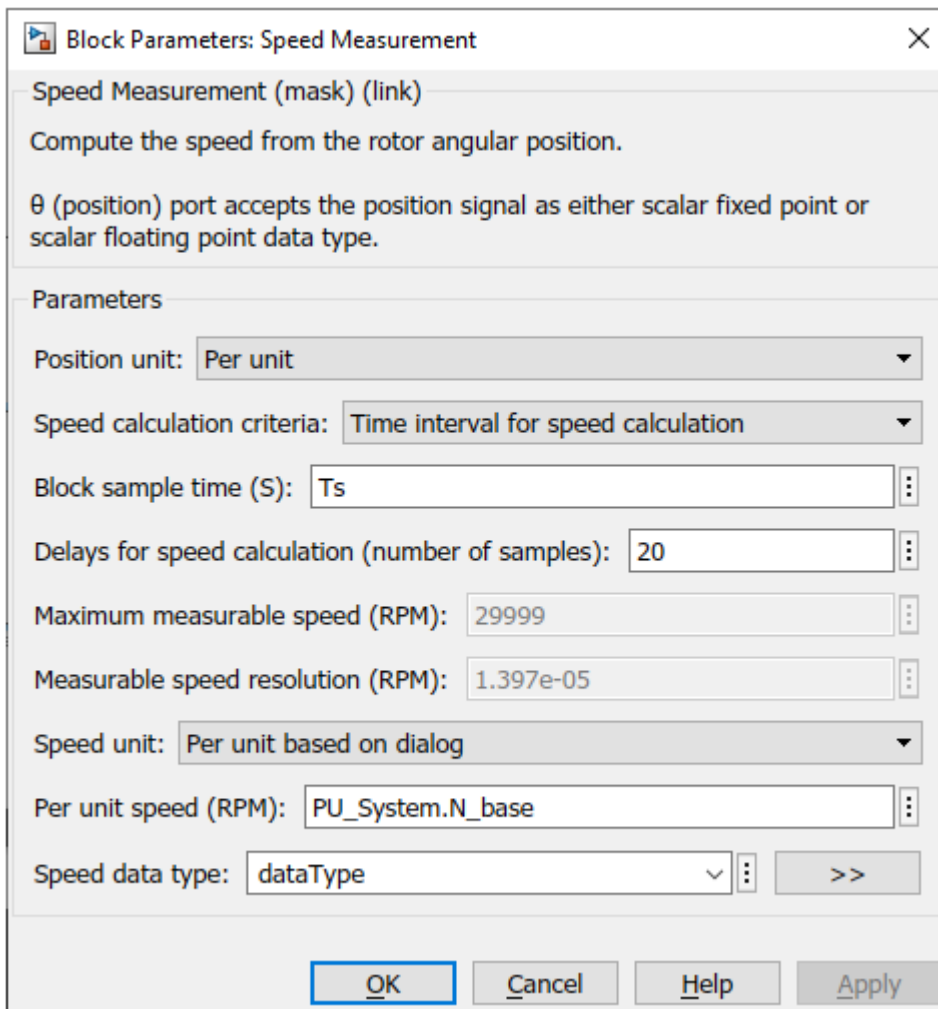 Block Parameters: Speed Measurement
Speed Measurement (mask) (link)
Compute the speed from the rotor angular position.
θ (position) port accepts the position signal as either scalar fixed point or
scalar floating point data type.
Parameters
Position unit: Per unit
Speed calculation criteria: Time interval for speed calculation
Block sample time (S): Ts
Delays for speed calculation (number of samples): 20
Maximum measurable speed (RPM): 29999
Measurable speed resolution (RPM): 1.397e-05
Speed unit: Per unit based on dialog
Per unit speed (RPM): PU_System.N_base
Speed data type: dataType >>
OK Cancel Help Apply